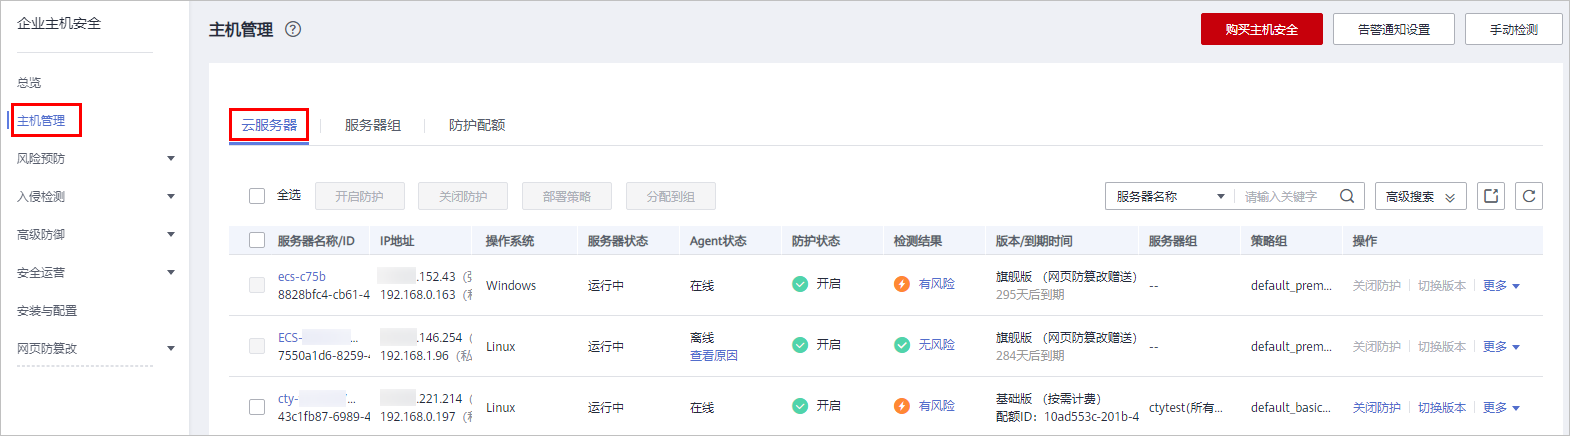 企业主机安全
总览
主机管理
风险预防
入侵检测
高级防御
安全运营
安装与配置
网页防篡改
主机管理 ?
购买主机安全 告警通知设置 手动检测
云服务器 服务器组 防护配额
全选 开启防护 关闭防护 部署策略 分配到组 服务器名称 请输入关键字 高级搜索
服务器名称/ID IP地址 操作系统 服务器状态 Agent状态 防护状态 检测结果 版本/到期时间 服务器组 策略组 操作
ecs-c75b .152.43 Windows 运行中 在线 开启 有风险 旗舰版 （网页防篡改赠送） -- default_prem... 关闭防护 切换版本 更多
8828bfc4-cb61-4 192.168.0.163 295天后到期
ECS- ... .146.254 Linux 运行中 离线 开启 无风险 旗舰版 （网页防篡改赠送） -- default_prem... 关闭防护 切换版本 更多
7550a1d6-8259-4 192.168.1.96 （私 查看原因 284天后到期
cty- ... .221.214 Linux 运行中 在线 开启 有风险 基础版 （按需计费） ctytest(所有... default_basic... 关闭防护 切换版本 更多
43c1fb87-6989-4 192.168.0.197 配额ID： 10ad553c-201b-4